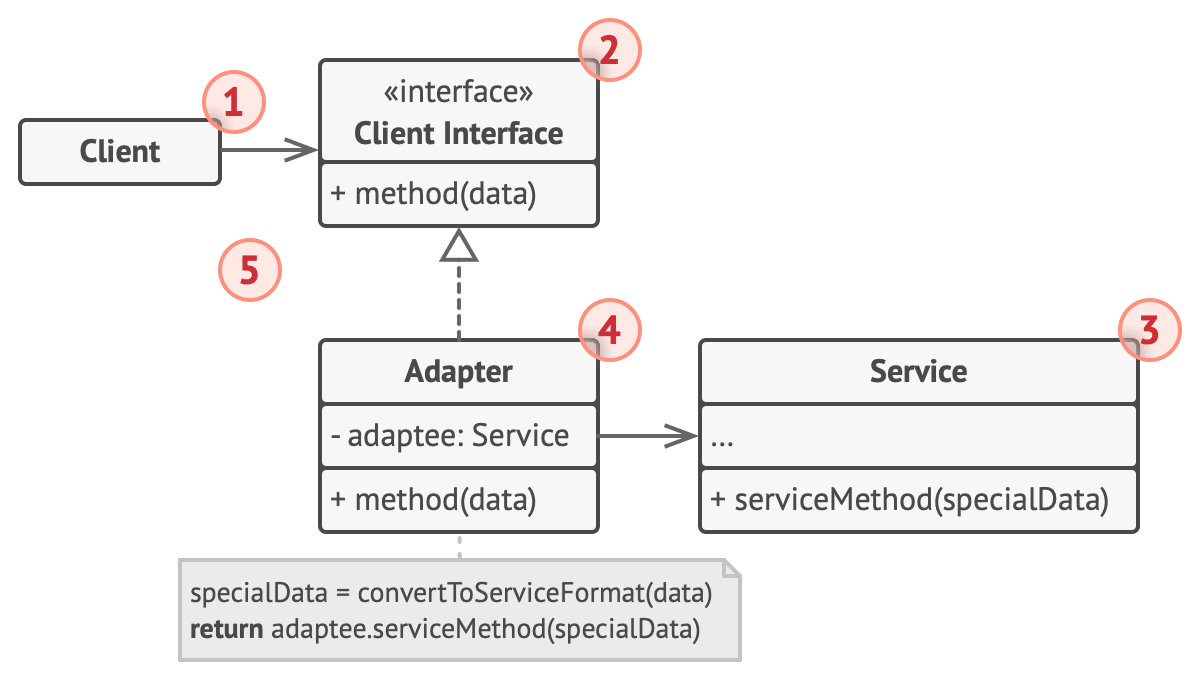 1
2
«interface»
Client Interface
Client
+ method(data)
5
4
3
Adapter
Service
- adaptee: Service
...
+ method(data)
+ serviceMethod(specialData)
specialData = convertToServiceFormat(data)
return adaptee.serviceMethod(specialData)